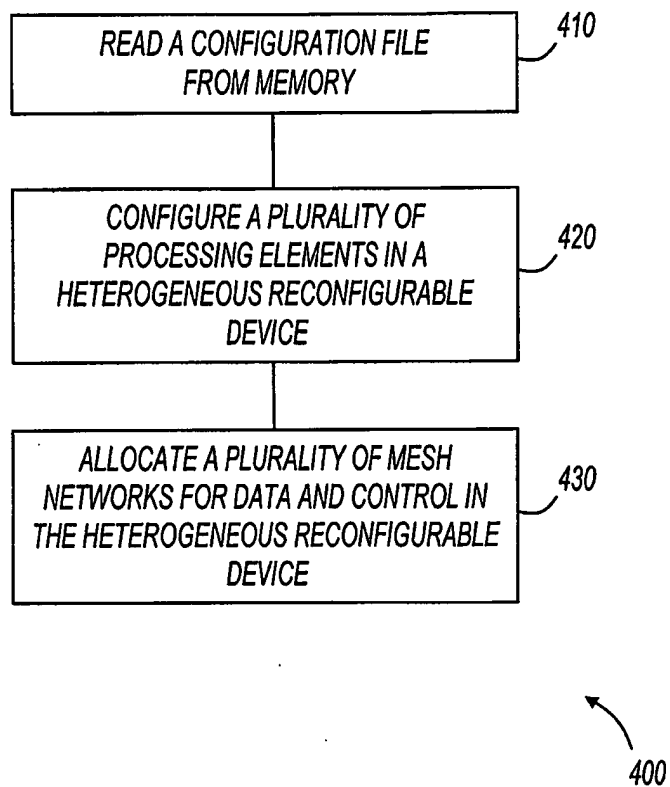 READ A CONFIGURATION FILE
FROM MEMORY
410
CONFIGURE A PLURALITY OF
PROCESSING ELEMENTS IN A
HETEROGENEOUS RECONFIGURABLE
DEVICE
420
ALLOCATE A PLURALITY OF MESH
NETWORKS FOR DATA AND CONTROL IN
THE HETEROGENEOUS RECONFIGURABLE
DEVICE
430
400